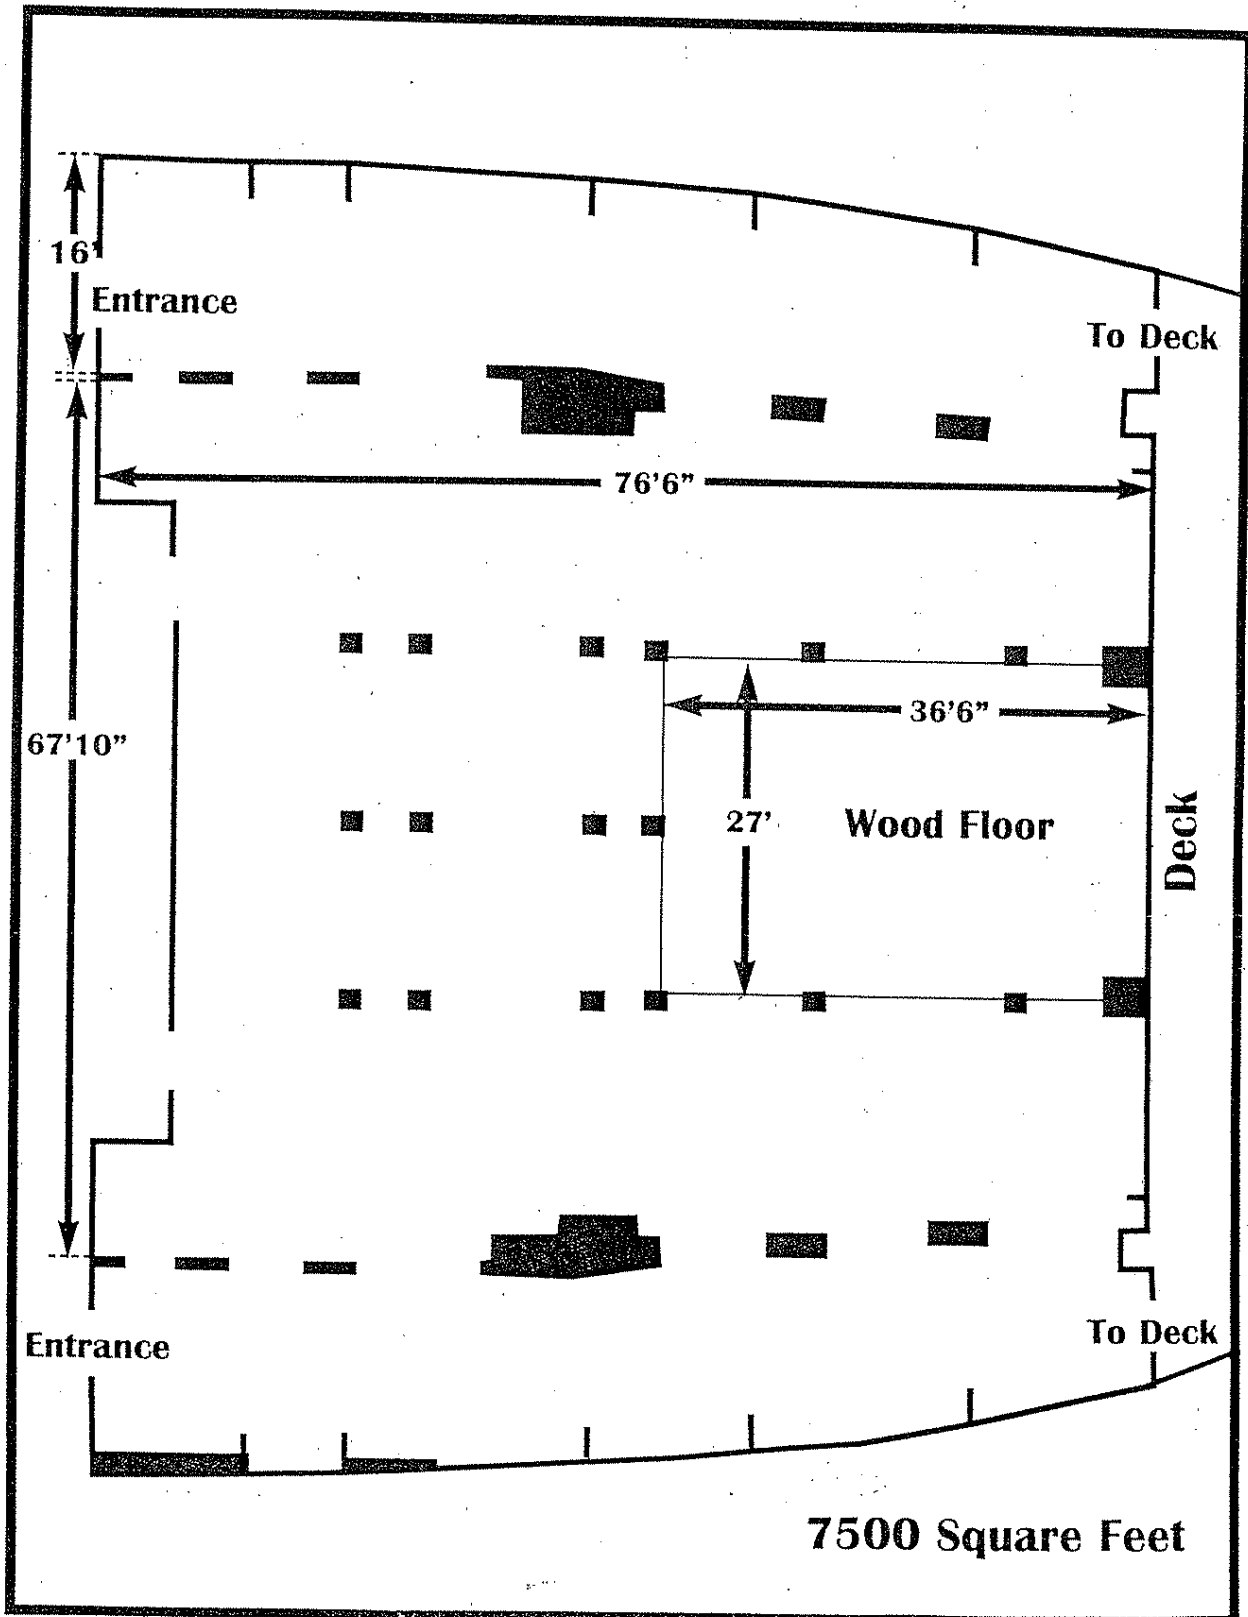 16'
Entrance
To Deck
76'6”
36'6”
67'10”
27'
Wood Floor
Deck
Entrance
To Deck
7500 Square Feet